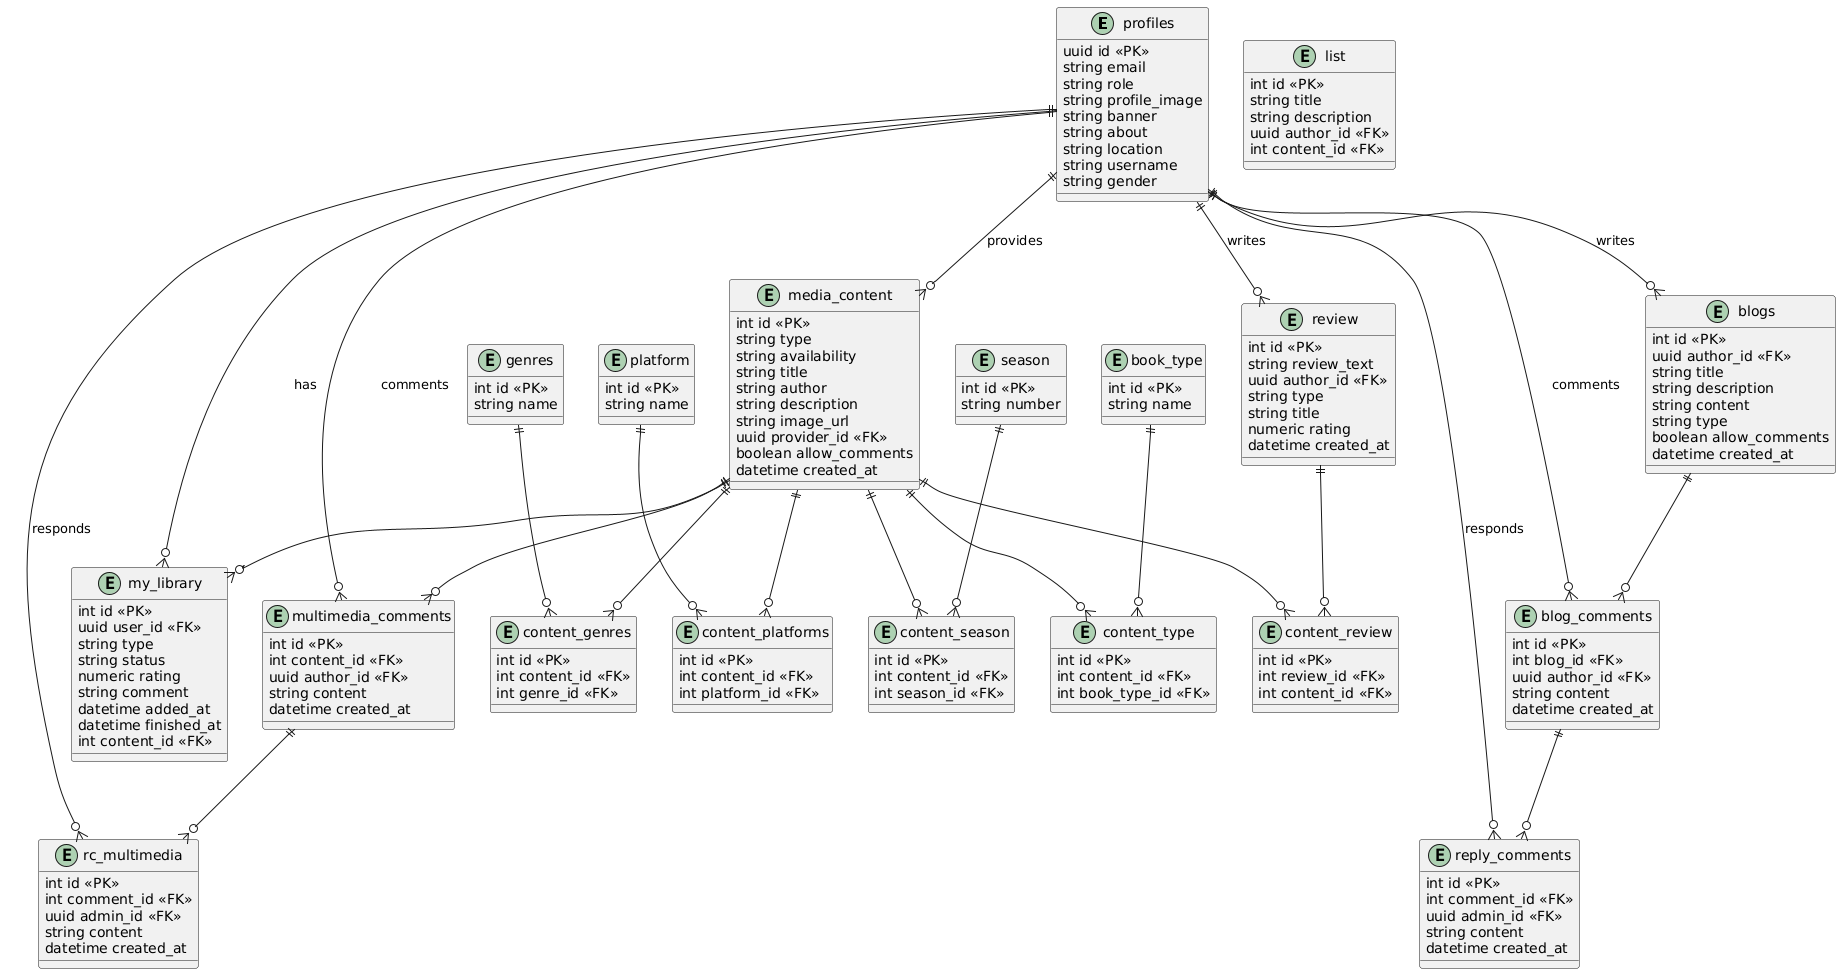 E profiles
uuid id «PK»
string email
string role
string profile_image
string banner
string about
string location
string username
string gender
E list
int id «PK»
string title
string description
uuid author_id «FK»
int content_id «FK»
provides
writes
writes
E media_content
int id «PK»
string type
string availability
string title
string author
string description
string image_url
uuid provider_id «FK»
boolean allow_comments
datetime created_at
E review
int id «PK»
string review_text
uuid author_id «FK»
string type
string title
numeric rating
datetime created_at
E blogs
int id «PK»
uuid author_id «FK»
string title
string description
string content
string type
boolean allow_comments
datetime created_at
E genres
int id «PK»
string name
E platform
int id «PK»
string name
E season
int id «PK»
string number
E book_type
int id «PK»
string name
has
comments
comments
responds
responds
E my_library
int id «PK»
uuid user_id «FK»
string type
string status
numeric rating
string comment
datetime added_at
datetime finished_at
int content_id «FK»
E multimedia_comments
int id «PK»
int content_id «FK»
uuid author_id «FK»
string content
datetime created_at
E content_genres
int id «PK»
int content_id «FK»
int genre_id «FK»
E content_platforms
int id «PK»
int content_id «FK»
int platform_id «FK»
E content_season
int id «PK»
int content_id «FK»
int season_id «FK»
E content_type
int id «PK»
int content_id «FK»
int book_type_id «FK»
E content_review
int id «PK»
int review_id «FK»
int content_id «FK»
E blog_comments
int id «PK»
int blog_id «FK»
uuid author_id «FK»
string content
datetime created_at
E rc_multimedia
int id «PK»
int comment_id «FK»
uuid admin_id «FK»
string content
datetime created_at
E reply_comments
int id «PK»
int comment_id «FK»
uuid admin_id «FK»
string content
datetime created_at